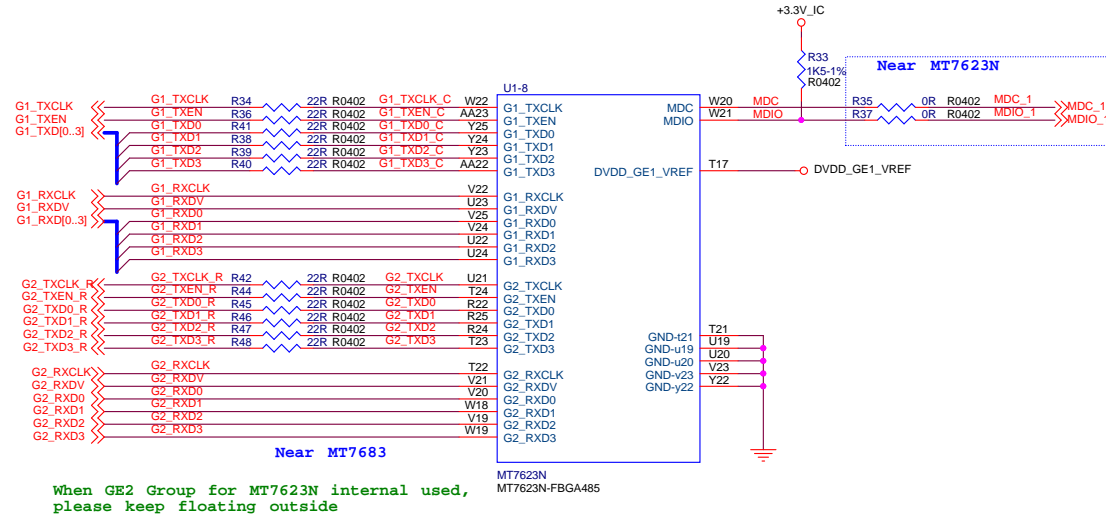 +3.3V_IC
R33
1K5-1%
R0402
Near MT7623N
U1-8
G1_TXCLK G1_TXCLK R34 22R R0402 G1_TXCLK_C W22 G1_TXCLK MDC W20 MDC R35 0R R0402 MDC_1 MDC_1
G1_TXEN G1_TXEN R36 22R R0402 G1_TXEN_C AA23 G1_TXEN MDIO W21 MDIO R37 0R R0402 MDIO_1 MDIO_1
G1_TXD[0..3] G1_TXD0 R41 22R R0402 G1_TXD0_C Y25 G1_TXD0
G1_TXD1 R38 22R R0402 G1_TXD1_C Y24 G1_TXD1
G1_TXD2 R39 22R R0402 G1_TXD2_C Y23 G1_TXD2
G1_TXD3 R40 22R R0402 G1_TXD3_C AA22 G1_TXD3 DVDD_GE1_VREF T17 DVDD_GE1_VREF
G1_RXCLK G1_RXCLK V22 G1_RXCLK
G1_RXDV G1_RXDV U23 G1_RXDV
G1_RXD[0..3] G1_RXD0 V25 G1_RXD0
G1_RXD1 V24 G1_RXD1
G1_RXD2 U22 G1_RXD2
G1_RXD3 U24 G1_RXD3
G2_TXCLK_R G2_TXCLK_R R42 22R R0402 G2_TXCLK U21 G2_TXCLK
G2_TXEN_R G2_TXEN_R R44 22R R0402 G2_TXEN T24 G2_TXEN
G2_TXD0_R G2_TXD0_R R45 22R R0402 G2_TXD0 R22 G2_TXD0
G2_TXD1_R G2_TXD1_R R46 22R R0402 G2_TXD1 R25 G2_TXD1
G2_TXD2_R G2_TXD2_R R47 22R R0402 G2_TXD2 R24 G2_TXD2 GND-t21 T21
G2_TXD3_R G2_TXD3_R R48 22R R0402 G2_TXD3 T23 G2_TXD3 GND-u19 U19
GND-u20 U20
G2_RXCLK G2_RXCLK T22 G2_RXCLK GND-v23 V23
G2_RXDV G2_RXDV V21 G2_RXDV GND-y22 Y22
G2_RXD0 G2_RXD0 V20 G2_RXD0
G2_RXD1 G2_RXD1 W18 G2_RXD1
G2_RXD2 G2_RXD2 V19 G2_RXD2
G2_RXD3 G2_RXD3 W19 G2_RXD3
Near MT7683
MT7623N
MT7623N-FBGA485
When GE2 Group for MT7623N internal used,
please keep floating outside